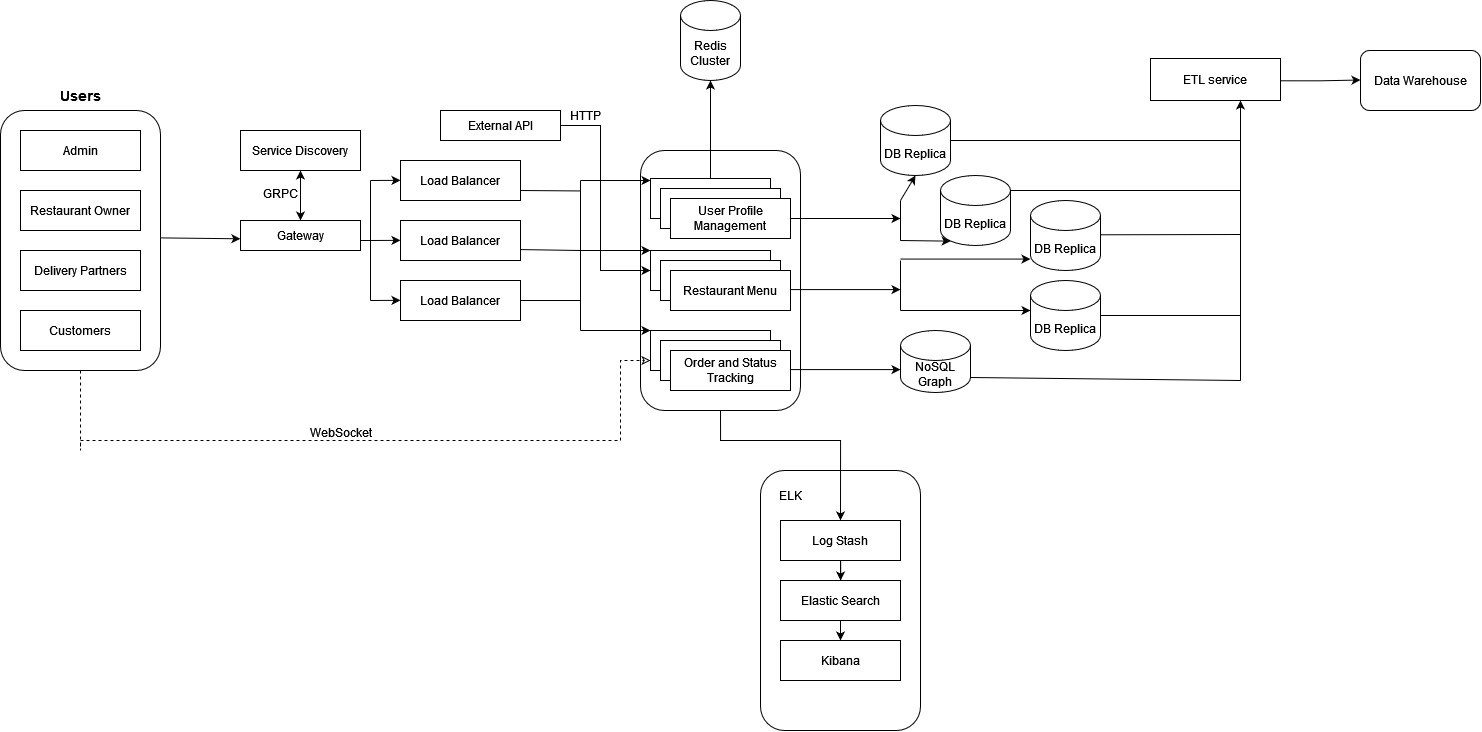 Redis
Cluster
ETL service
Data Warehouse
Users
Admin
Restaurant Owner
Delivery Partners
Customers
Service Discovery
GRPC
Gateway
External API
HTTP
Load Balancer
Load Balancer
Load Balancer
User Profile
Management
Restaurant Menu
Order and Status
Tracking
DB Replica
DB Replica
DB Replica
DB Replica
NoSQL
Graph
WebSocket
ELK
Log Stash
Elastic Search
Kibana